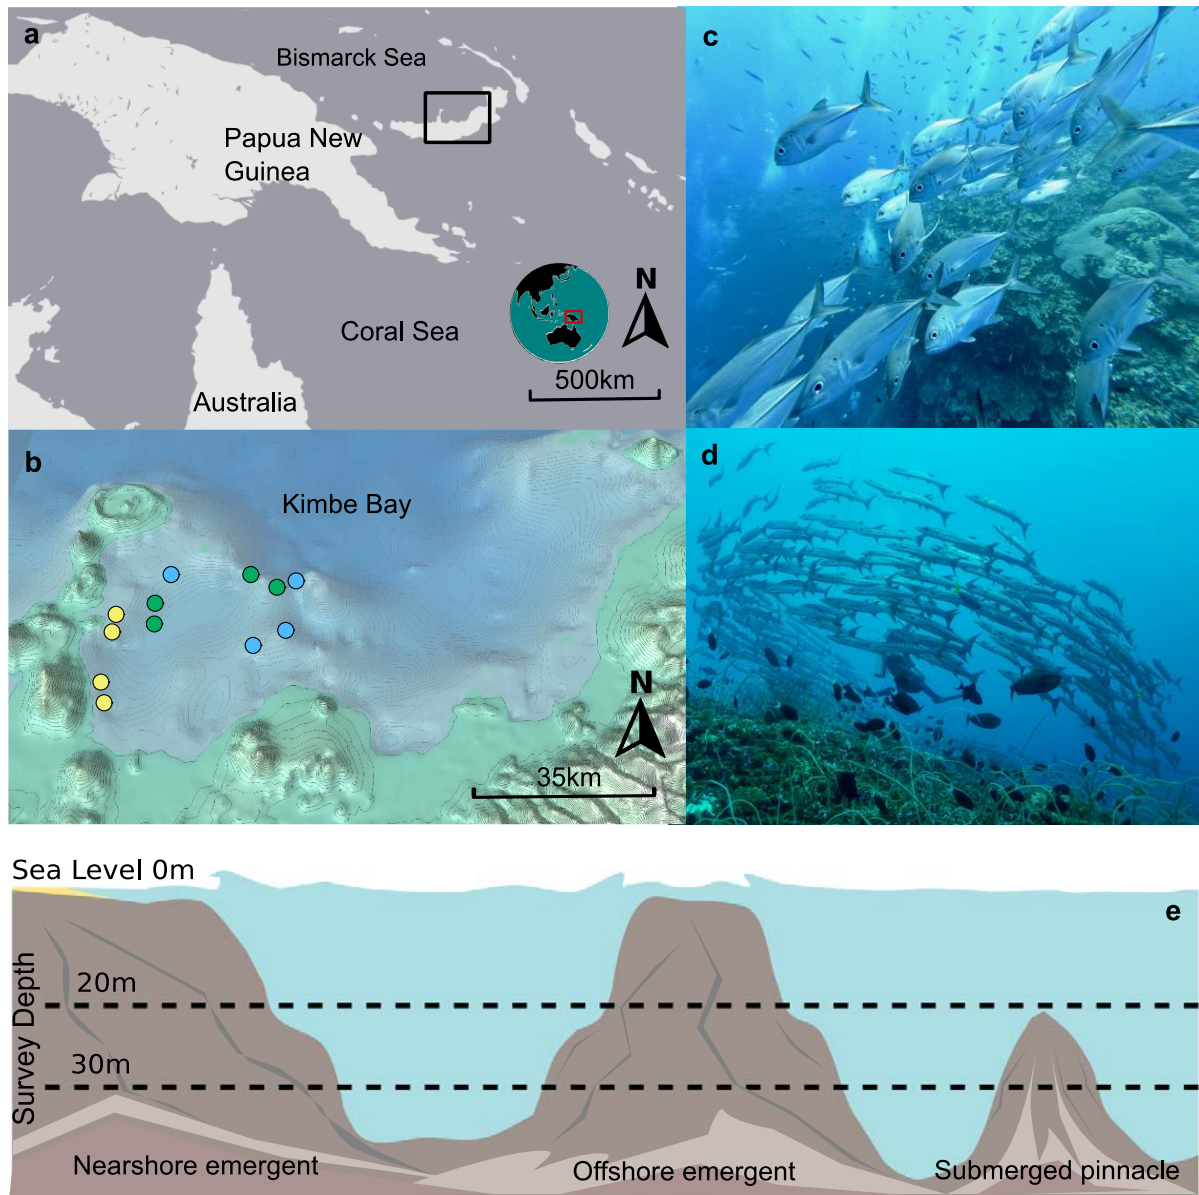 a
Bismarck Sea
Papua New
Guinea
N
Coral Sea
500km
Australia
c
b
Kimbe Bay
N
35km
d
Sea Level 0m
e
20m
30m
Survey Depth
Nearshore emergent
Offshore emergent
Submerged pinnacle